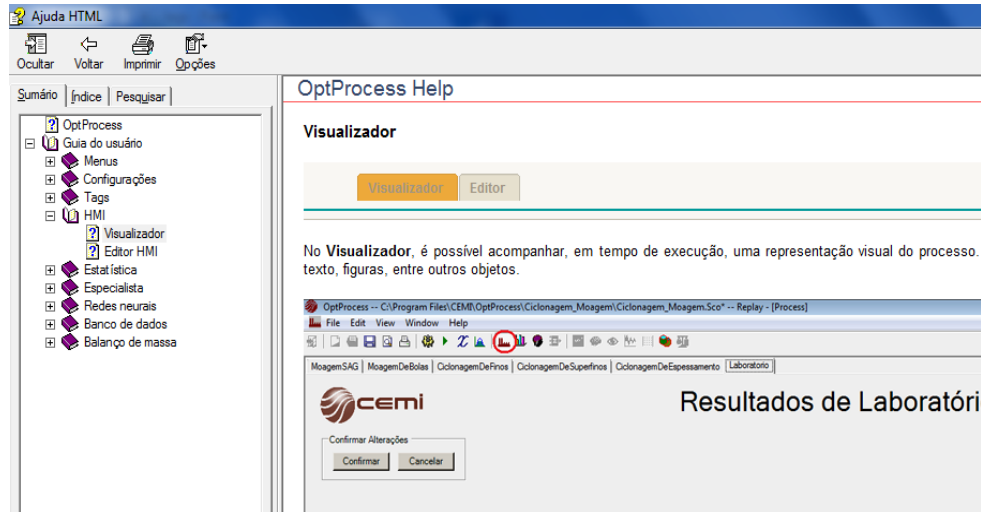 Ajuda HTML
Ocultar Voltar Imprimir Opções
Sumário Índice Pesquisar
OptProcess
Guia do usuário
Menus
Configurações
Tags
HMI
Visualizador
Editor HMI
Estatística
Especialista
Redes neurais
Banco de dados
Balanço de massa
OptProcess Help
Visualizador
Visualizador Editor
No Visualizador, é possível acompanhar, em tempo de execução, uma representação visual do processo.
texto, figuras, entre outros objetos.
OptProcess -- C:\Program Files\CEMI\OptProcess\Ciclonagem_Moagem\Ciclonagem_Moagem.Sco* -- Replay - [Process]
File Edit View Window Help
MoagemSAG MoagemDeBolas CiclonagemDeFinos CiclonagemDeSuperfinos CiclonagemDeEspessamento Laboratorio
cemi
Resultados de Laboratóri
Confirmar Alterações
Confirmar Cancelar